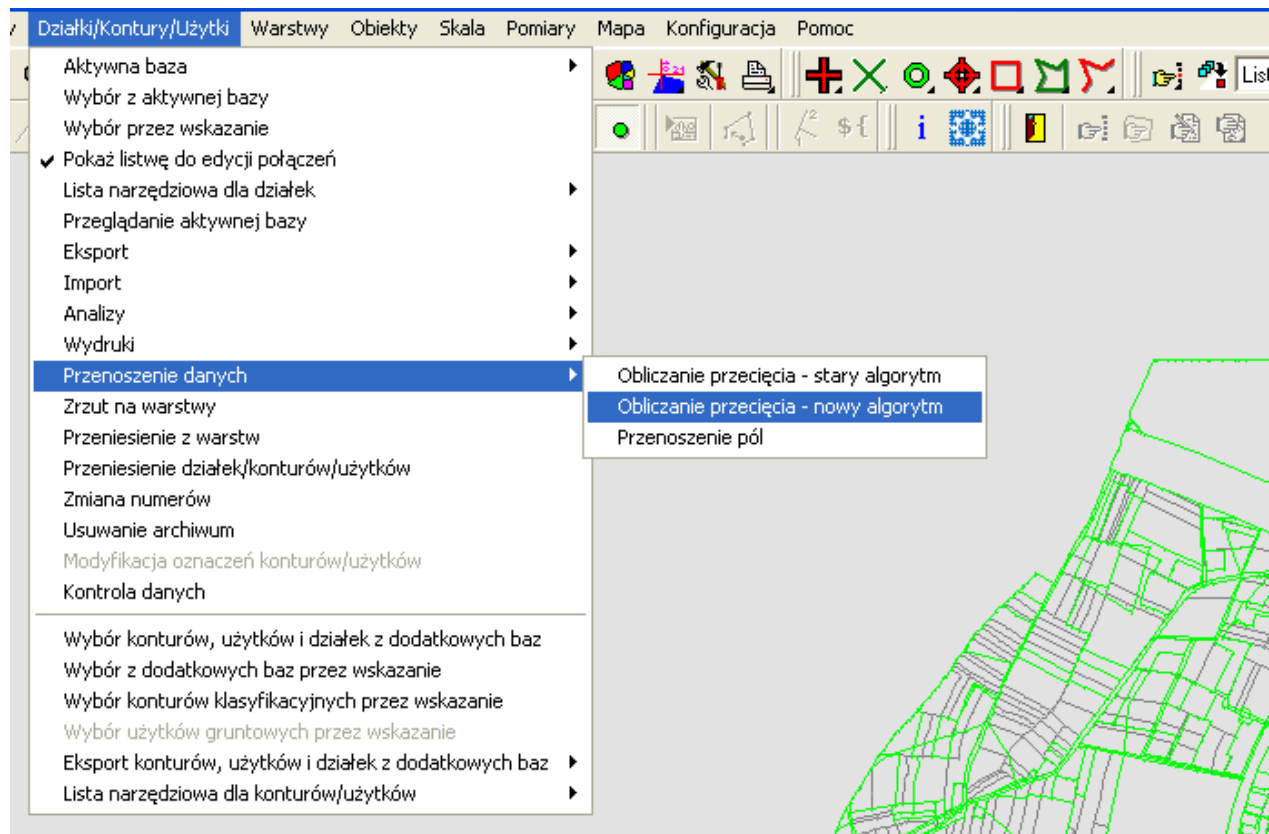 Działki/Kontury/Użytki Warstwy Obiekty Skala Pomiary Mapa Konfiguracja Pomoc
Aktywna baza
Wybór z aktywnej bazy
Wybór przez wskazanie
Pokaż listwę do edycji połączeń
Lista narzędziowa dla działek
Przeglądanie aktywnej bazy
Eksport
Import
Analizy
Wydruki
Przenoszenie danych
Obliczanie przecięcia - stary algorytm
Obliczanie przecięcia - nowy algorytm
Przenoszenie pól
Zrzut na warstwy
Przeniesienie z warstw
Przeniesienie działek/konturów/użytków
Zmiana numerów
Usuwanie archiwum
Modyfikacja oznaczeń konturów/użytków
Kontrola danych
Wybór konturów, użytków i działek z dodatkowych baz
Wybór z dodatkowych baz przez wskazanie
Wybór konturów klasyfikacyjnych przez wskazanie
Wybór użytków gruntowych przez wskazanie
Eksport konturów, użytków i działek z dodatkowych baz
Lista narzędziowa dla konturów/użytków